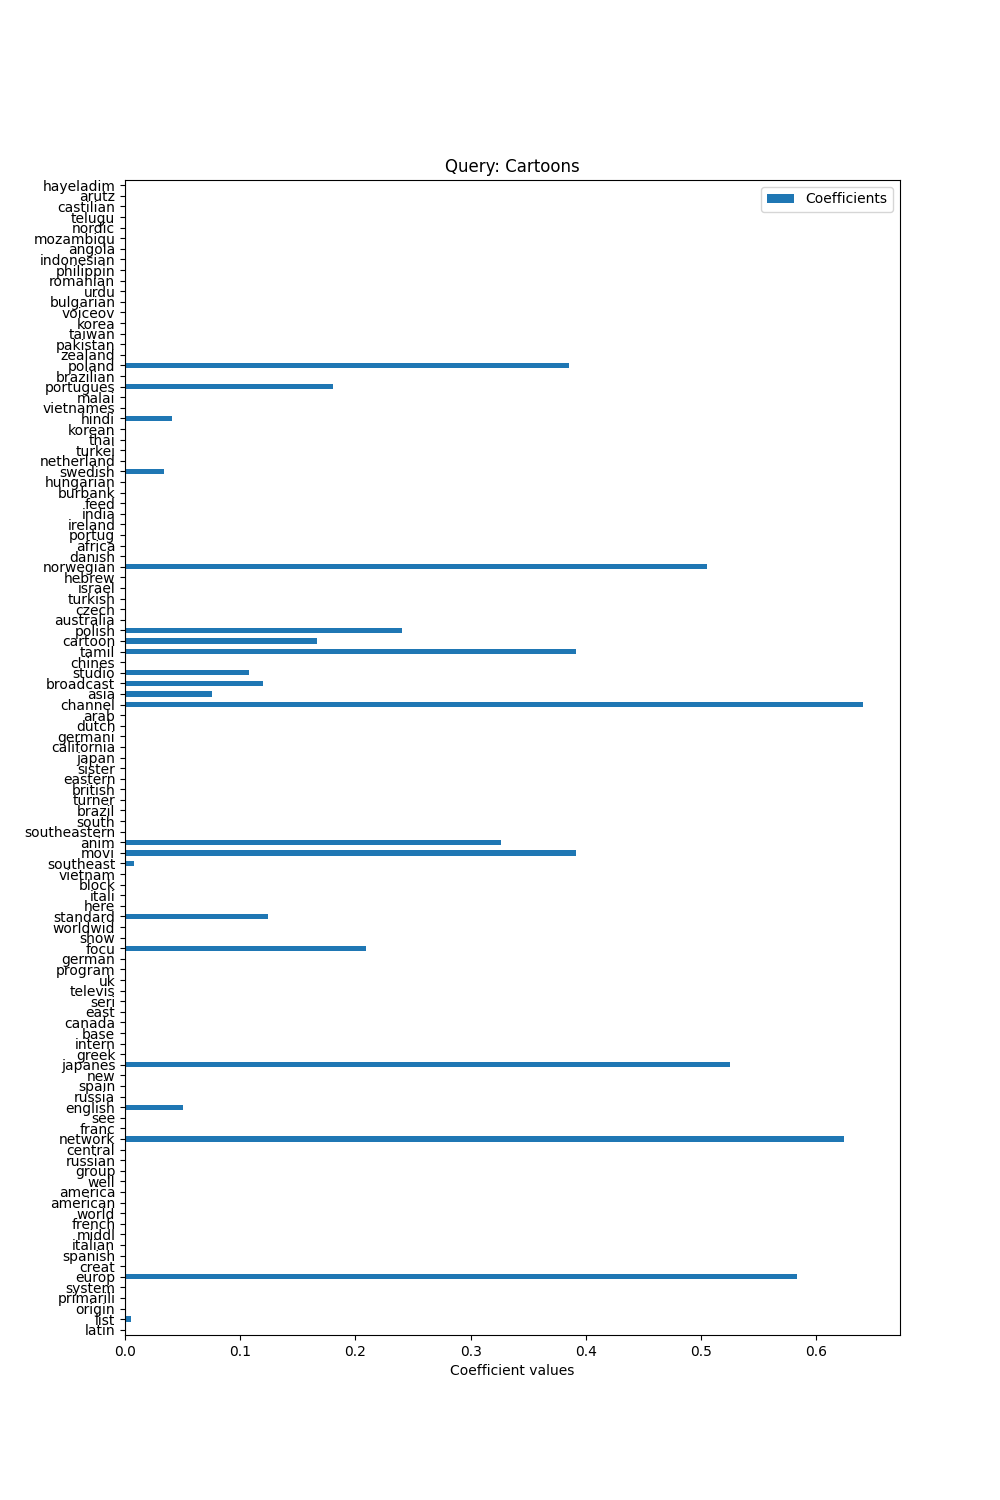 Query: Cartoons
Coefficients
hayeladim
arutz
castilian
telugu
nordic
mozambiqu
angola
indonesian
philippin
romanian
urdu
bulgarian
voiceov
korea
taiwan
pakistan
zealand
poland
brazilian
portugues
malai
vietnames
hindi
korean
thai
turkei
netherland
swedish
hungarian
burbank
feed
india
ireland
portug
africa
danish
norwegian
hebrew
israel
turkish
czech
australia
polish
cartoon
tamil
chines
studio
broadcast
asia
channel
arab
dutch
germani
california
japan
sister
eastern
british
turner
brazil
south
southeastern
anim
movi
southeast
vietnam
block
itali
here
standard
worldwid
show
focu
german
program
uk
televis
seri
east
canada
base
intern
greek
japanes
new
spain
russia
english
see
franc
network
central
russian
group
well
america
american
world
french
middl
italian
spanish
creat
europ
system
primarili
origin
list
latin
0.0 0.1 0.2 0.3 0.4 0.5 0.6
Coefficient values